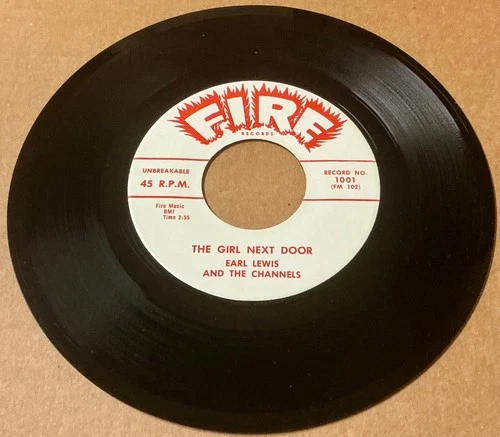 FIRE
RECORDS
UNBREAKABLE
45 R.P.M.
RECORD NO.
1001
(FM 102)
Fire Music
BMI
Time 2:55
THE GIRL NEXT DOOR
EARL LEWIS
AND THE CHANNELS